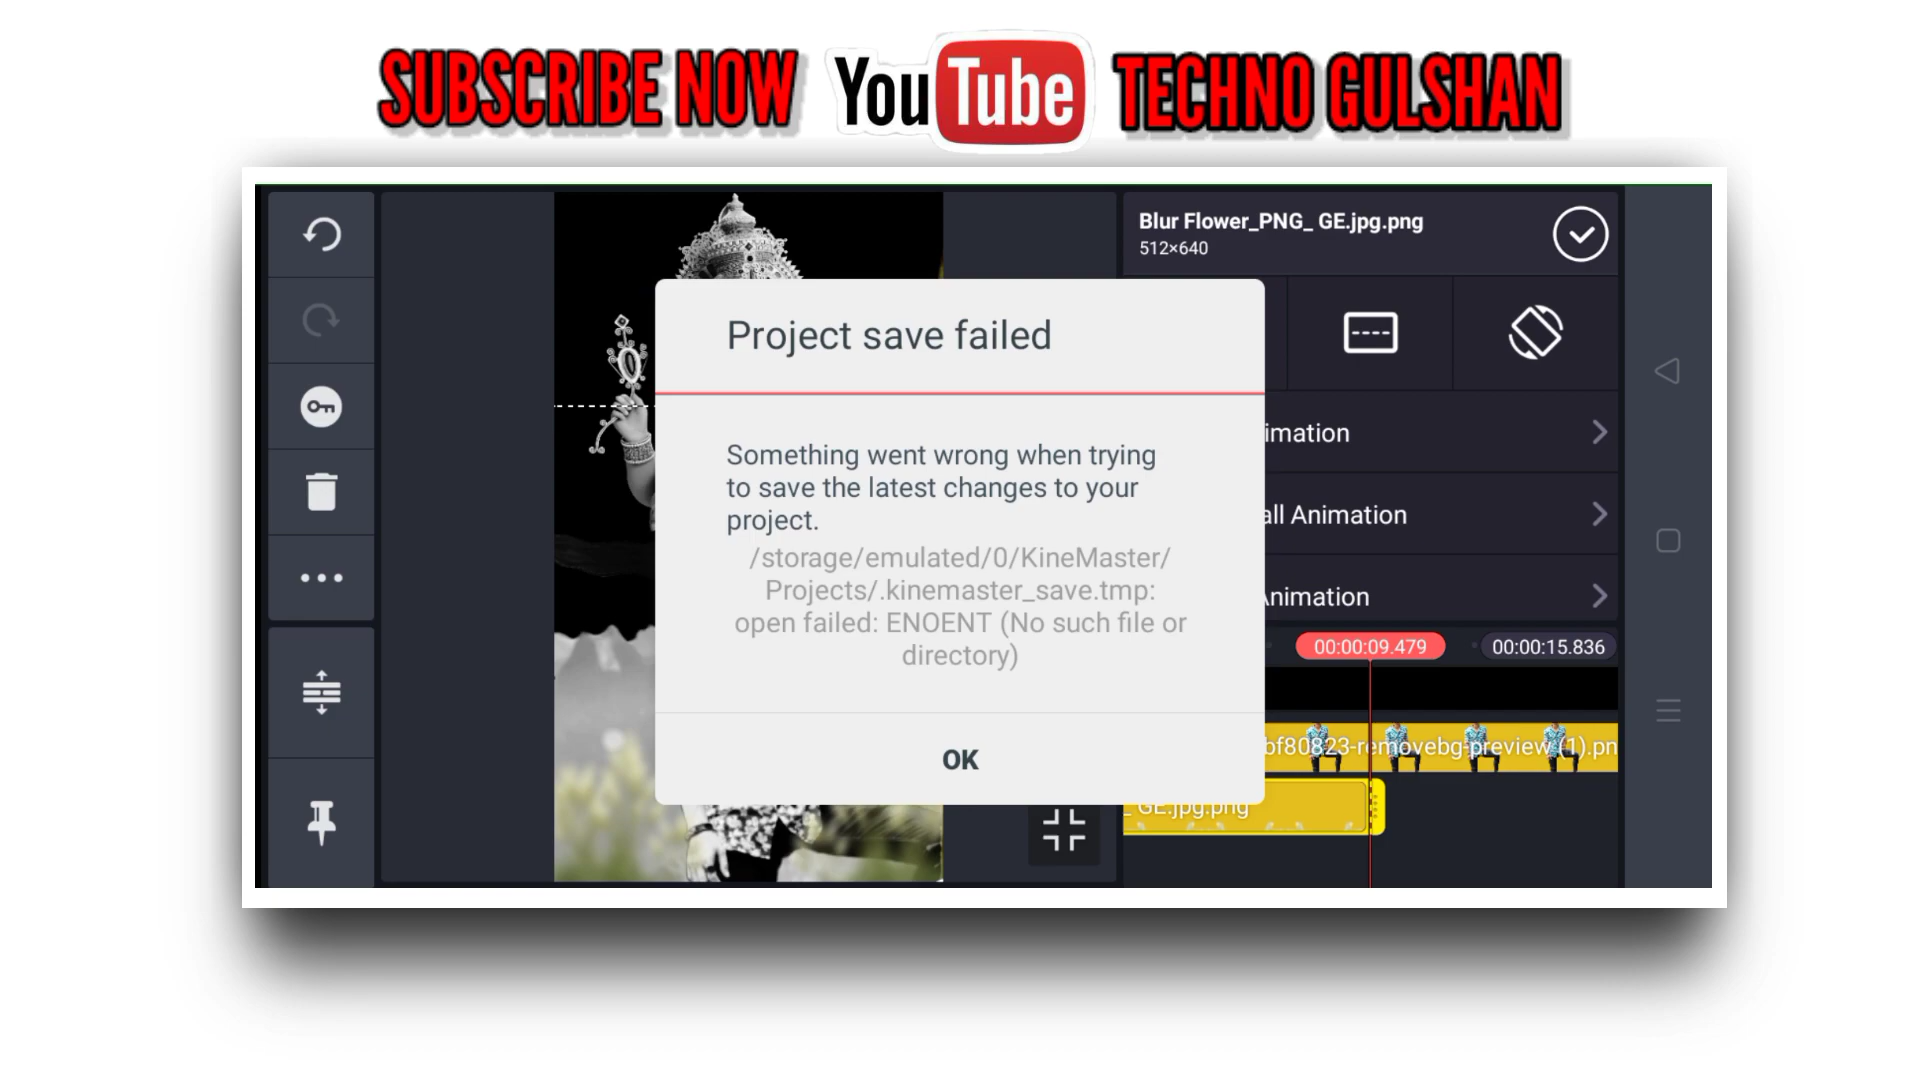 SUBSCRIBE NOW YouTube TECHNO GULSHAN
Blur Flower_PNG_ GE.jpg.png
512×640
Project save failed
Something went wrong when trying
to save the latest changes to your
project.
/storage/emulated/0/KineMaster/
Projects/.kinemaster_save.tmp:
open failed: ENOENT (No such file or
directory)
OK
imation
all Animation
Animation
00:00:09.479
00:00:15.836
bf80823-removebg-preview (1).pn
_ GE.jpg.png